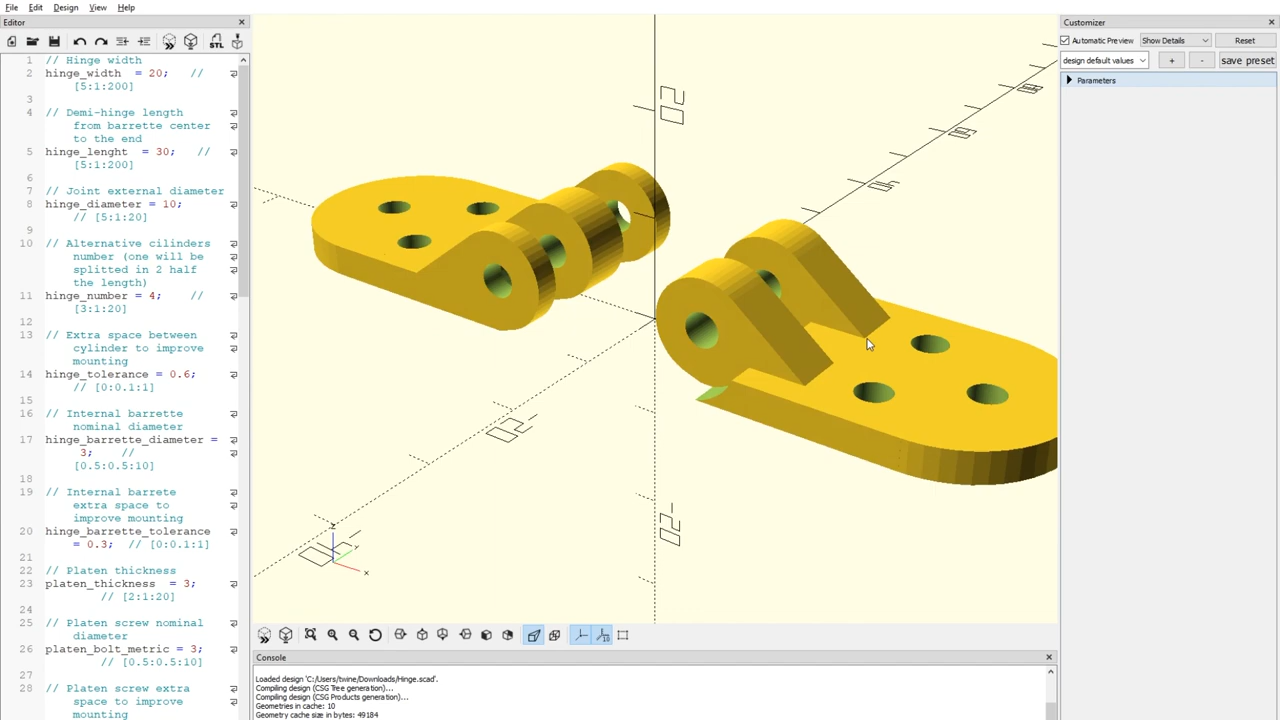 File Edit Design View Help
Editor
STL
1 // Hinge width
2 hinge_width  = 20;   //
[5:1:200]
3
4 // Demi-hinge length
from barrette center
to the end
5 hinge_lenght  = 30;   //
[5:1:200]
6
7 // Joint external diameter
8 hinge_diameter = 10;
// [5:1:20]
9
10 // Alternative cilinders
number (one will be
splitted in 2 half
the length)
11 hinge_number = 4;    //
[3:1:20]
12
13 // Extra space between
cylinder to improve
mounting
14 hinge_tolerance = 0.6;
// [0:0.1:1]
15
16 // Internal barrette
nominal diameter
17 hinge_barrette_diameter =
3;    //
[0.5:0.5:10]
18
19 // Internal barrete
extra space to
improve mounting
20 hinge_barrette_tolerance
= 0.3;  // [0:0.1:1]
21
22 // Platen thickness
23 platen_thickness  = 3;
// [2:1:20]
24
25 // Platen screw nominal
diameter
26 platen_bolt_metric = 3;
// [0.5:0.5:10]
27
28 // Platen screw extra
space to improve
mounting
20
-10
-20
z
y
x
10
Console
Loaded design 'C:/Users/twine/Downloads/Hinge.scad'.
Compiling design (CSG Tree generation)...
Compiling design (CSG Products generation)...
Geometries in cache: 10
Geometry cache size in bytes: 49184
Customizer
Automatic Preview Show Details Reset
design default values + - save preset
Parameters